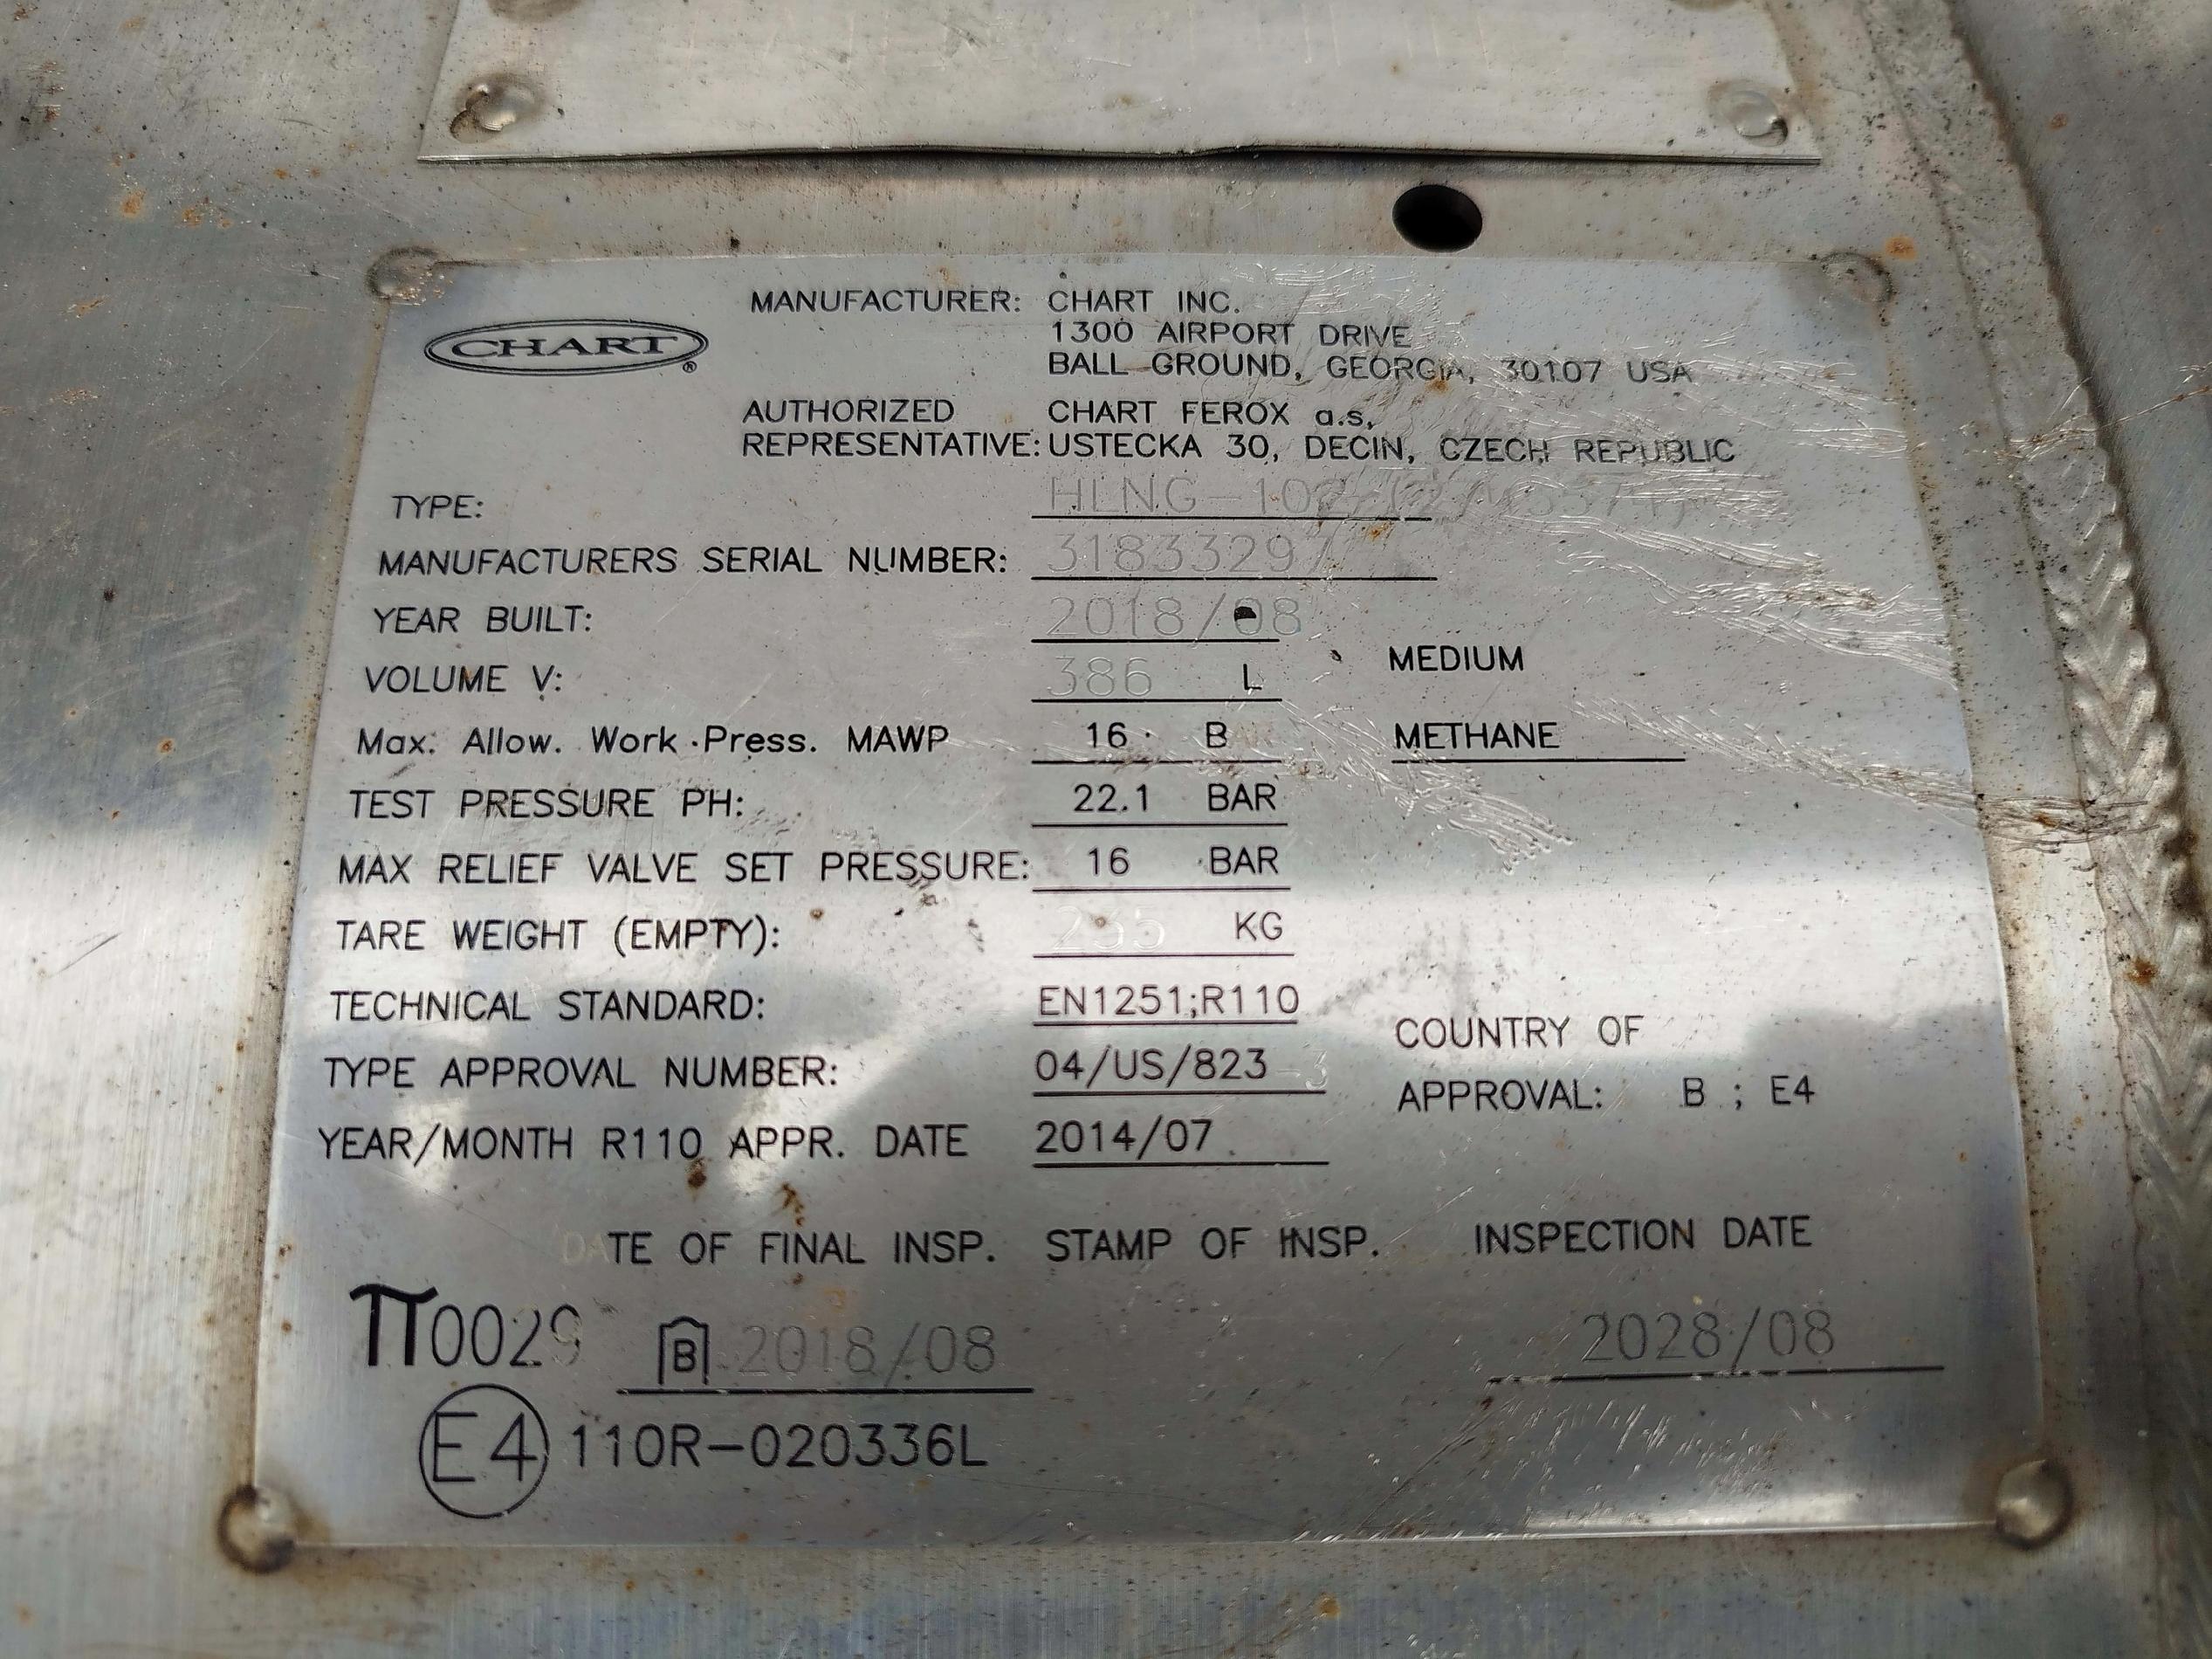 CHART®
MANUFACTURER: CHART INC.
1300 AIRPORT DRIVE
BALL GROUND, GEORGIA, 30107 USA
AUTHORIZED CHART FEROX a.s,
REPRESENTATIVE: USTECKA 30, DECIN, CZECH REPUBLIC
TYPE:
MANUFACTURERS SERIAL NUMBER: 31833297
YEAR BUILT: 2018/08
VOLUME V: 386 L
MEDIUM
Max. Allow. Work.Press. MAWP 16 BAR
METHANE
TEST PRESSURE PH: 22.1 BAR
MAX RELIEF VALVE SET PRESSURE: 16 BAR
TARE WEIGHT (EMPTY): KG
TECHNICAL STANDARD: EN1251;R110
COUNTRY OF
TYPE APPROVAL NUMBER: 04/US/823-3
APPROVAL: B ; E4
YEAR/MONTH R110 APPR. DATE 2014/07
DATE OF FINAL INSP. STAMP OF INSP. INSPECTION DATE
π0029 B 2018/08 2028/08
E4 110R-020336L